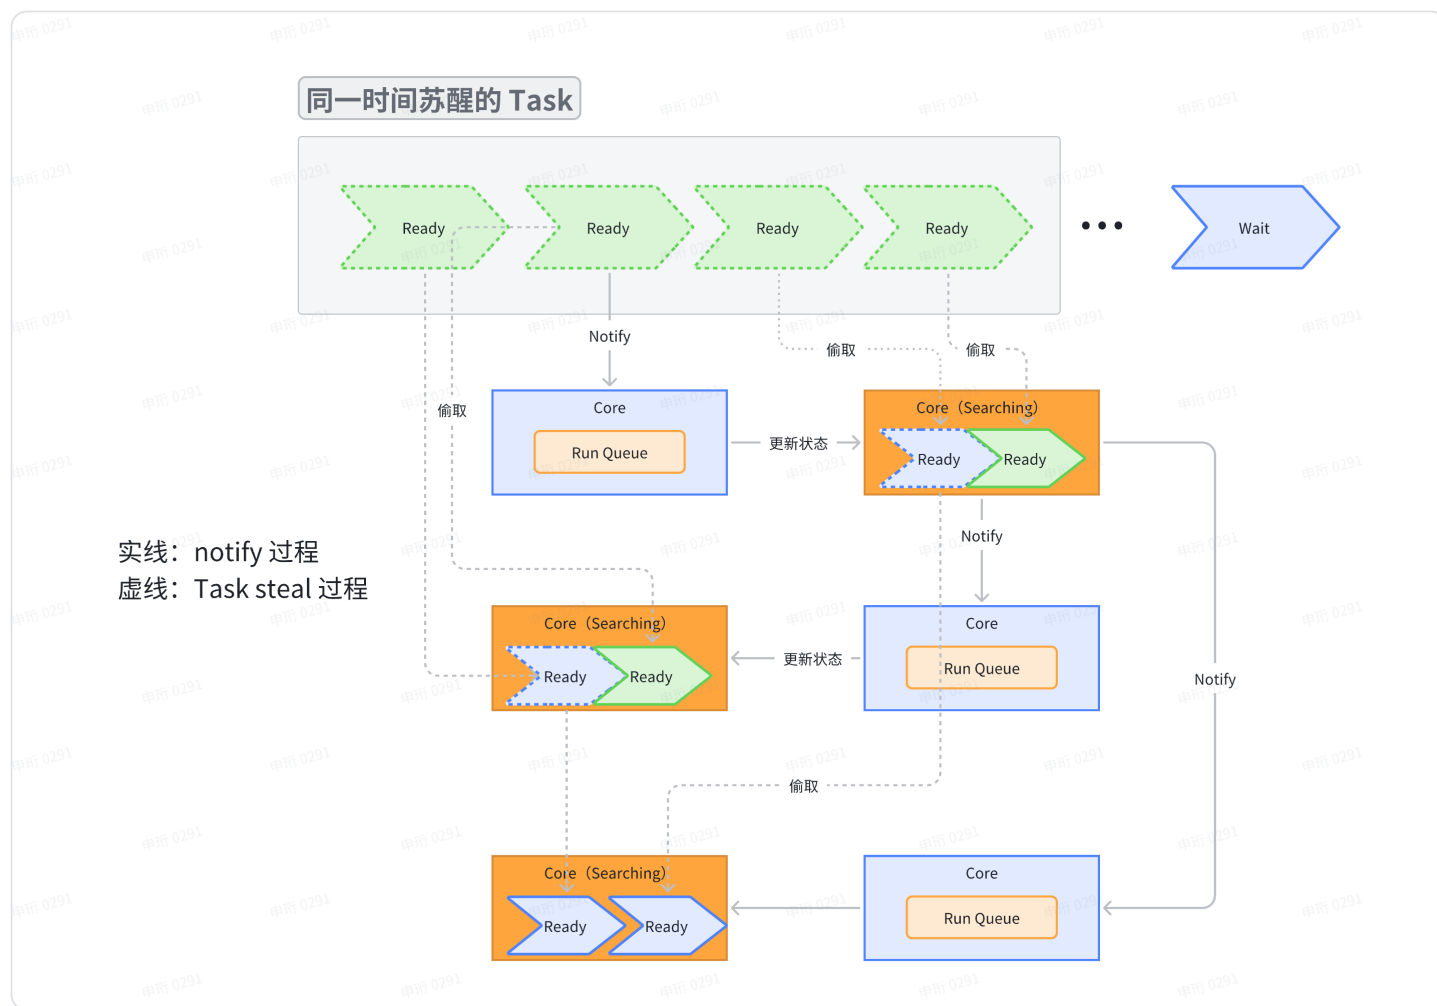 同一时间苏醒的 Task
Ready
Ready
Ready
Ready
•••
Wait
Notify
偷取
偷取
偷取
Core
Run Queue
更新状态
Core（Searching）
Ready
Ready
Notify
实线：notify 过程
虚线：Task steal 过程
Core（Searching）
Ready
Ready
更新状态
Core
Run Queue
Notify
偷取
Core（Searching）
Ready
Ready
Core
Run Queue
申珩 0291